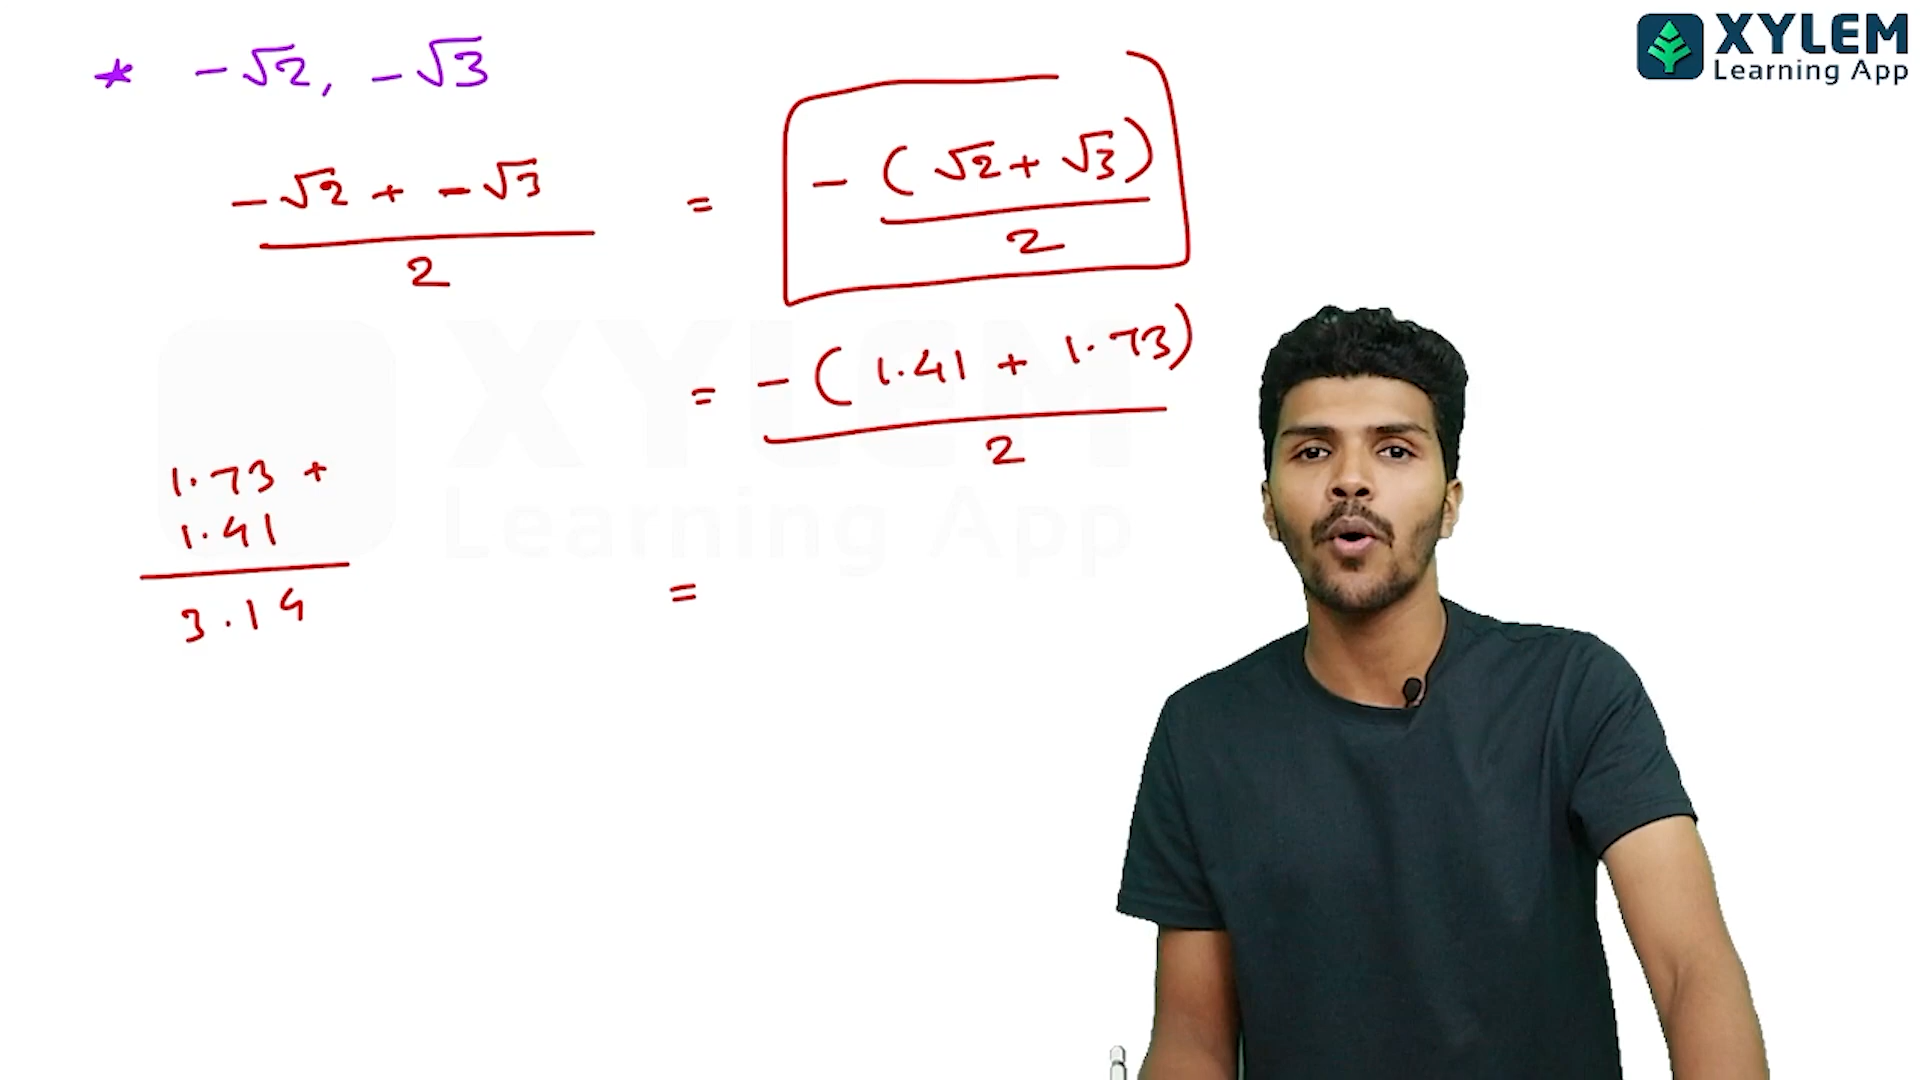 XYLEM
Learning App
* -√2, -√3
(-√2 + -√3)/2 = -(√2 + √3)/2
= -(1.41 + 1.73)/2
1.73 +
1.41
3.14
=
XYLEM
Learning App